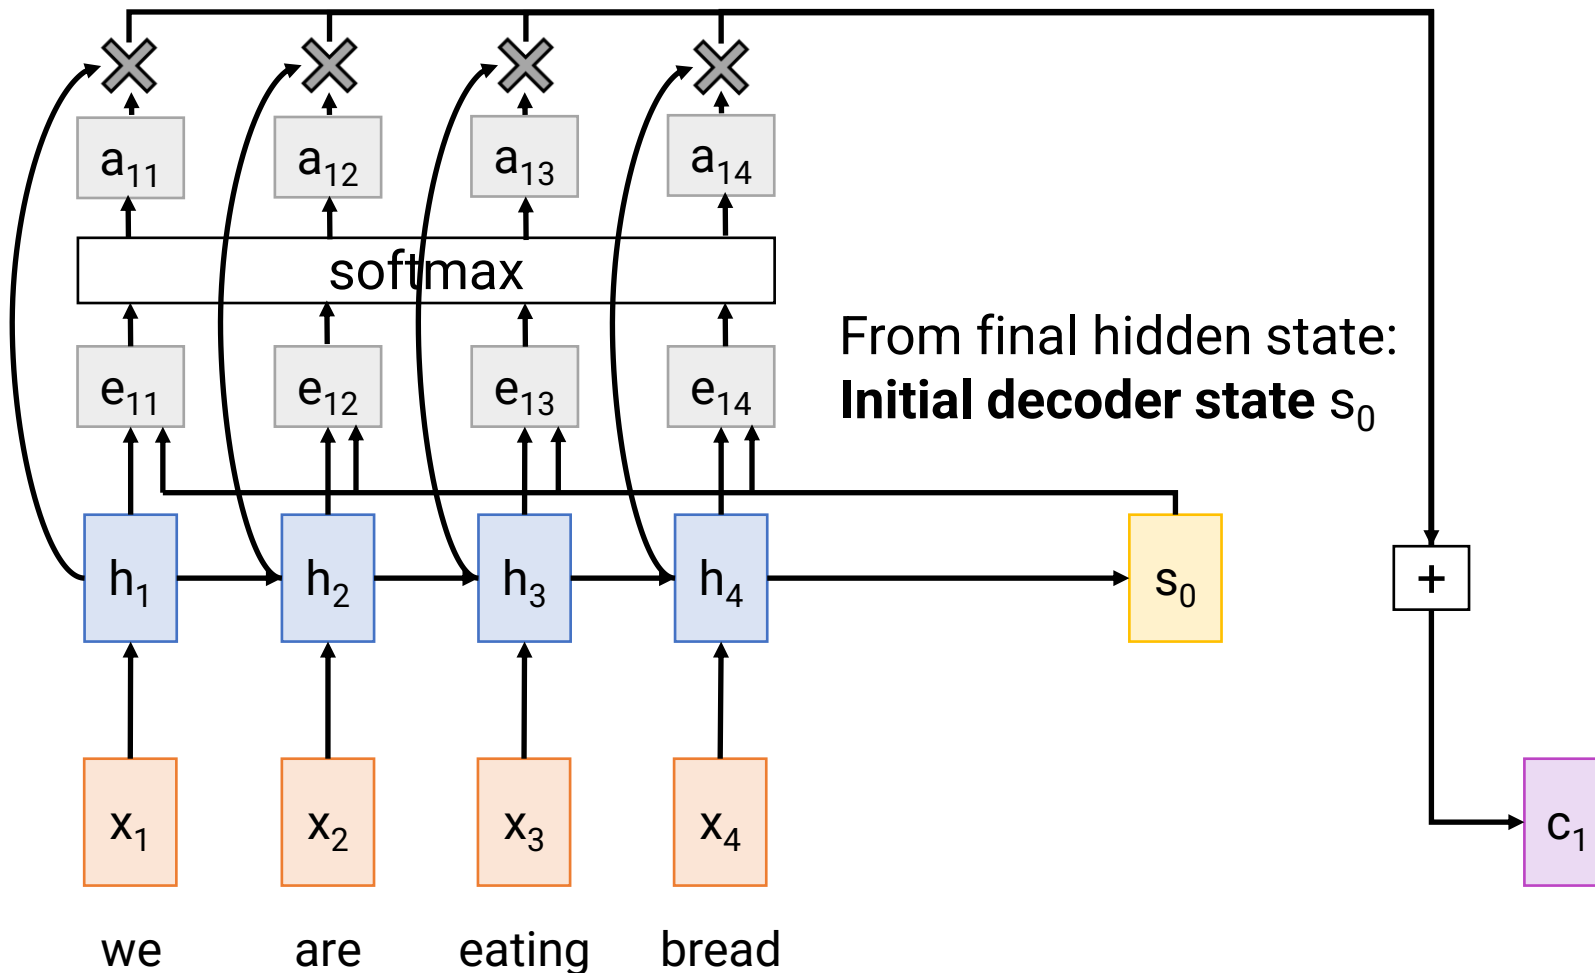 a₁₁ a₁₂ a₁₃ a₁₄
softmax
e₁₁ e₁₂ e₁₃ e₁₄
From final hidden state:
Initial decoder state s₀
h₁ h₂ h₃ h₄ s₀ +
x₁ x₂ x₃ x₄ c₁
we are eating bread